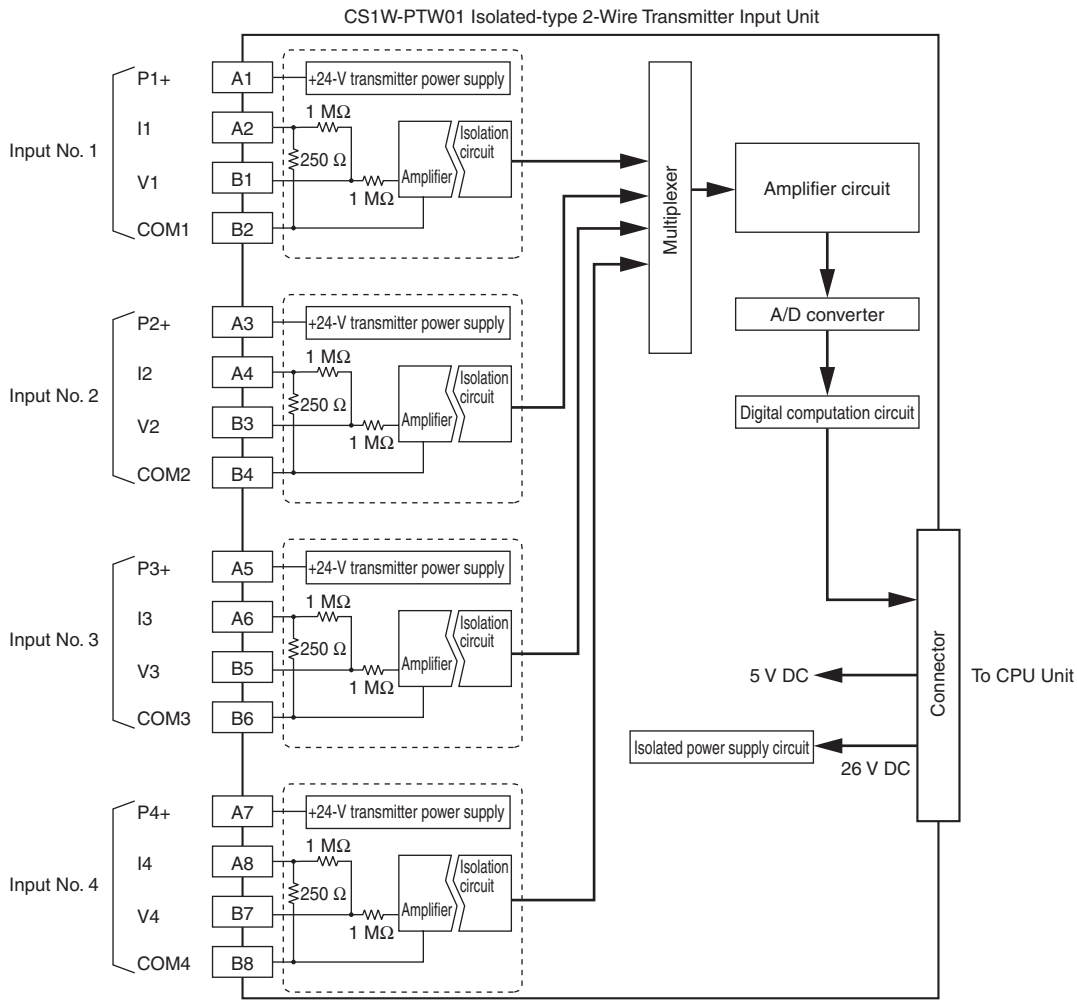 CS1W-PTW01 Isolated-type 2-Wire Transmitter Input Unit
Input No. 1
P1+
A1
+24-V transmitter power supply
I1
A2
1 MΩ
250 Ω
V1
B1
1 MΩ
Amplifier
Isolation
circuit
COM1
B2
Input No. 2
P2+
A3
+24-V transmitter power supply
I2
A4
1 MΩ
250 Ω
V2
B3
1 MΩ
Amplifier
Isolation
circuit
COM2
B4
Input No. 3
P3+
A5
+24-V transmitter power supply
I3
A6
1 MΩ
250 Ω
V3
B5
1 MΩ
Amplifier
Isolation
circuit
COM3
B6
Input No. 4
P4+
A7
+24-V transmitter power supply
I4
A8
1 MΩ
250 Ω
V4
B7
1 MΩ
Amplifier
Isolation
circuit
COM4
B8
Multiplexer
Amplifier circuit
A/D converter
Digital computation circuit
Connector
To CPU Unit
5 V DC
Isolated power supply circuit
26 V DC